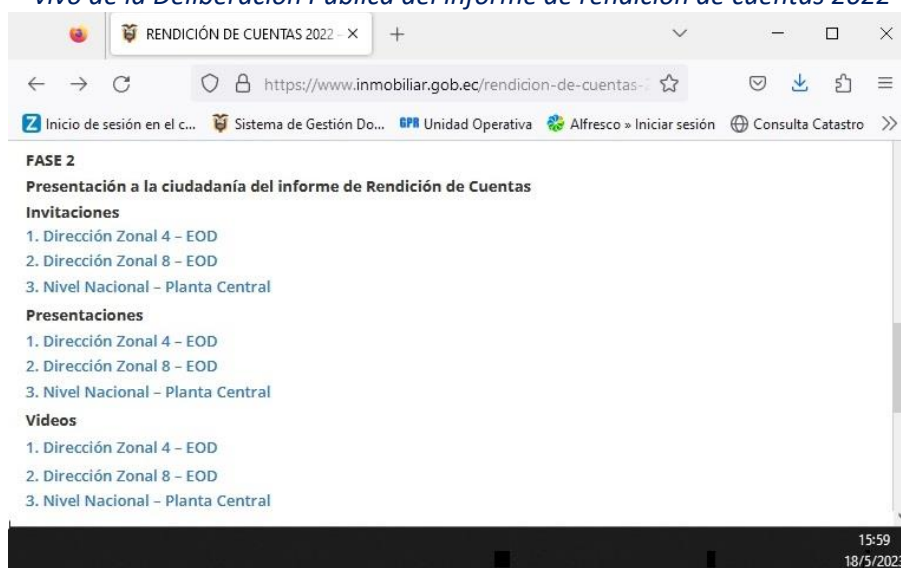 vivo de la Deliberación Pública del informe de rendición de cuentas 2022
RENDICIÓN DE CUENTAS 2022 –
https://www.inmobiliar.gob.ec/rendicion-de-cuentas-
Inicio de sesión en el c... Sistema de Gestión Do... GPR Unidad Operativa Alfresco » Iniciar sesión Consulta Catastro
FASE 2
Presentación a la ciudadanía del informe de Rendición de Cuentas
Invitaciones
1. Dirección Zonal 4 – EOD
2. Dirección Zonal 8 – EOD
3. Nivel Nacional – Planta Central
Presentaciones
1. Dirección Zonal 4 – EOD
2. Dirección Zonal 8 – EOD
3. Nivel Nacional – Planta Central
Videos
1. Dirección Zonal 4 – EOD
2. Dirección Zonal 8 – EOD
3. Nivel Nacional – Planta Central
15:59
18/5/2023